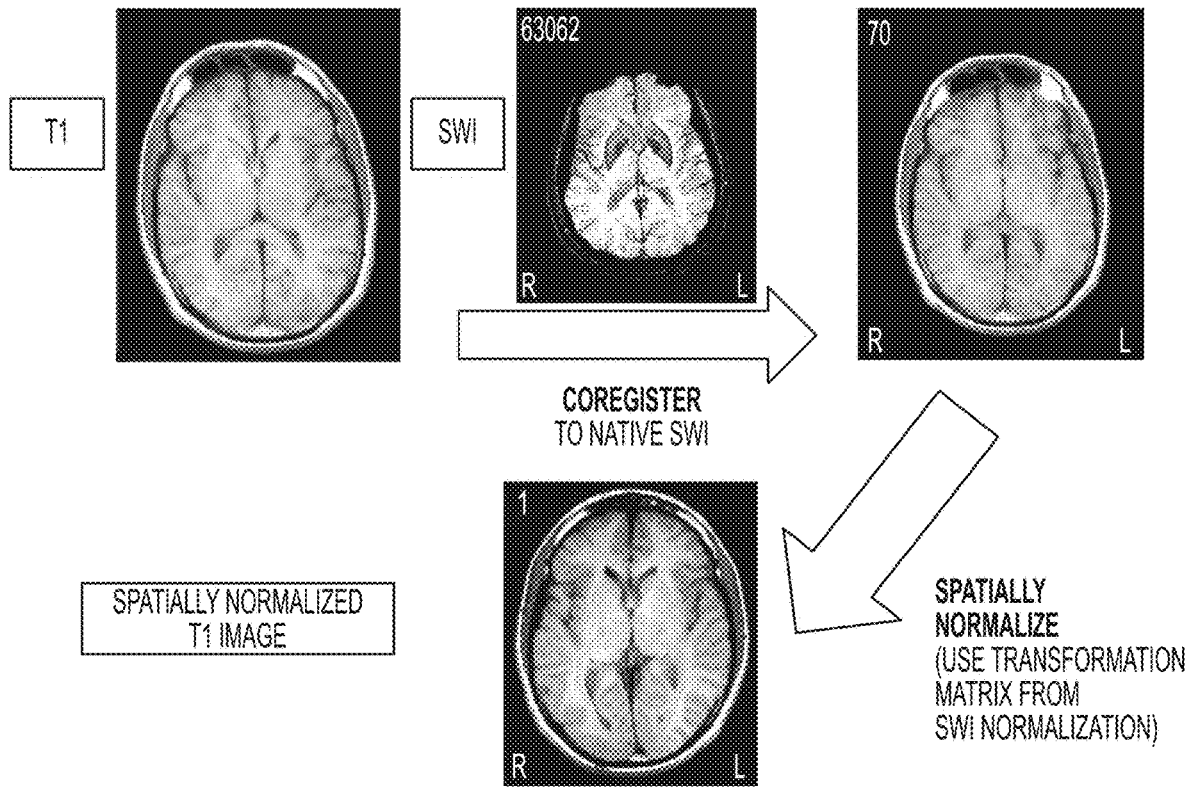 T1
SWI
63062
R L
70
R L
COREGISTER
TO NATIVE SWI
SPATIALLY NORMALIZED
T1 IMAGE
1
R L
SPATIALLY
NORMALIZE
(USE TRANSFORMATION
MATRIX FROM
SWI NORMALIZATION)